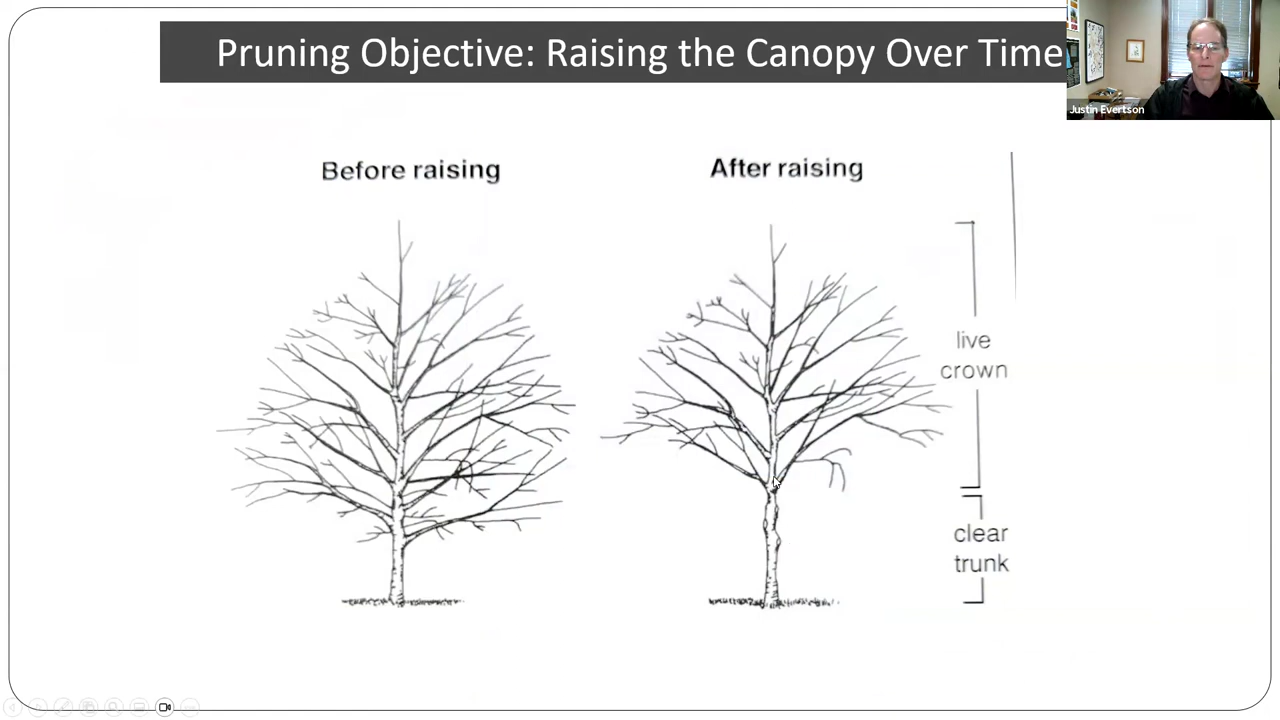 Pruning Objective: Raising the Canopy Over Time
Justin Evertson
Before raising
After raising
live
crown
clear
trunk